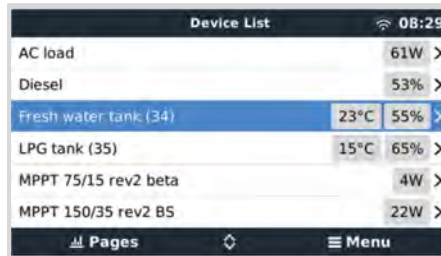 Device List 08:29
AC load 61W
Diesel 53%
Fresh water tank (34) 23°C 55%
LPG tank (35) 15°C 65%
MPPT 75/15 rev2 beta 4W
MPPT 150/35 rev2 BS 22W
Pages Menu